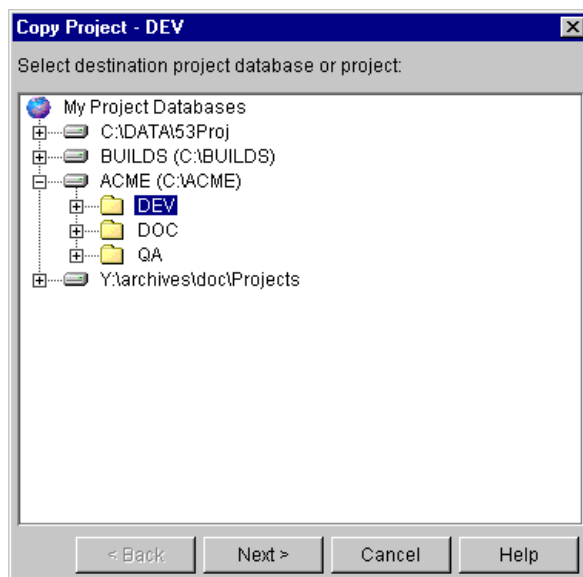 Copy Project - DEV
Select destination project database or project:
My Project Databases
C:\DATA\53Proj
BUILDS (C:\BUILDS)
ACME (C:\ACME)
DEV
DOC
QA
Y:\archives\doc\Projects
< Back Next > Cancel Help